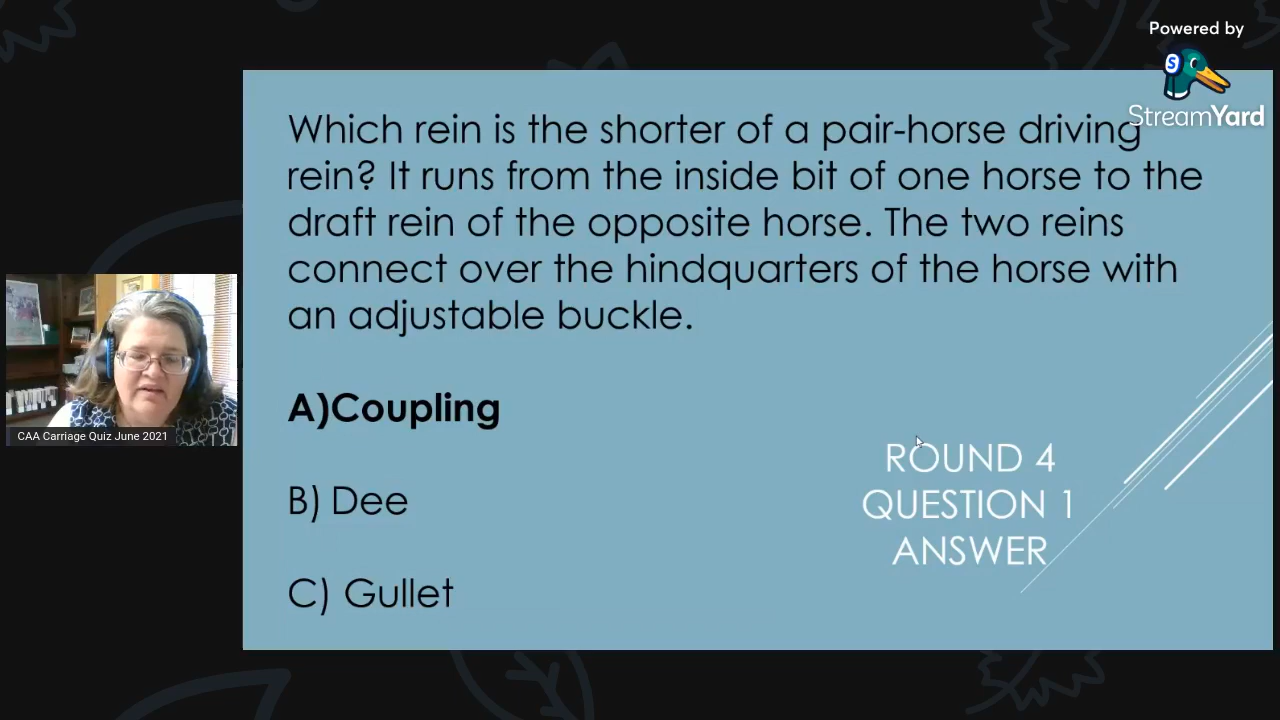 Powered by
StreamYard
Which rein is the shorter of a pair-horse driving
rein? It runs from the inside bit of one horse to the
draft rein of the opposite horse. The two reins
connect over the hindquarters of the horse with
an adjustable buckle.
A)Coupling
B) Dee
C) Gullet
ROUND 4
QUESTION 1
ANSWER
CAA Carriage Quiz June 2021